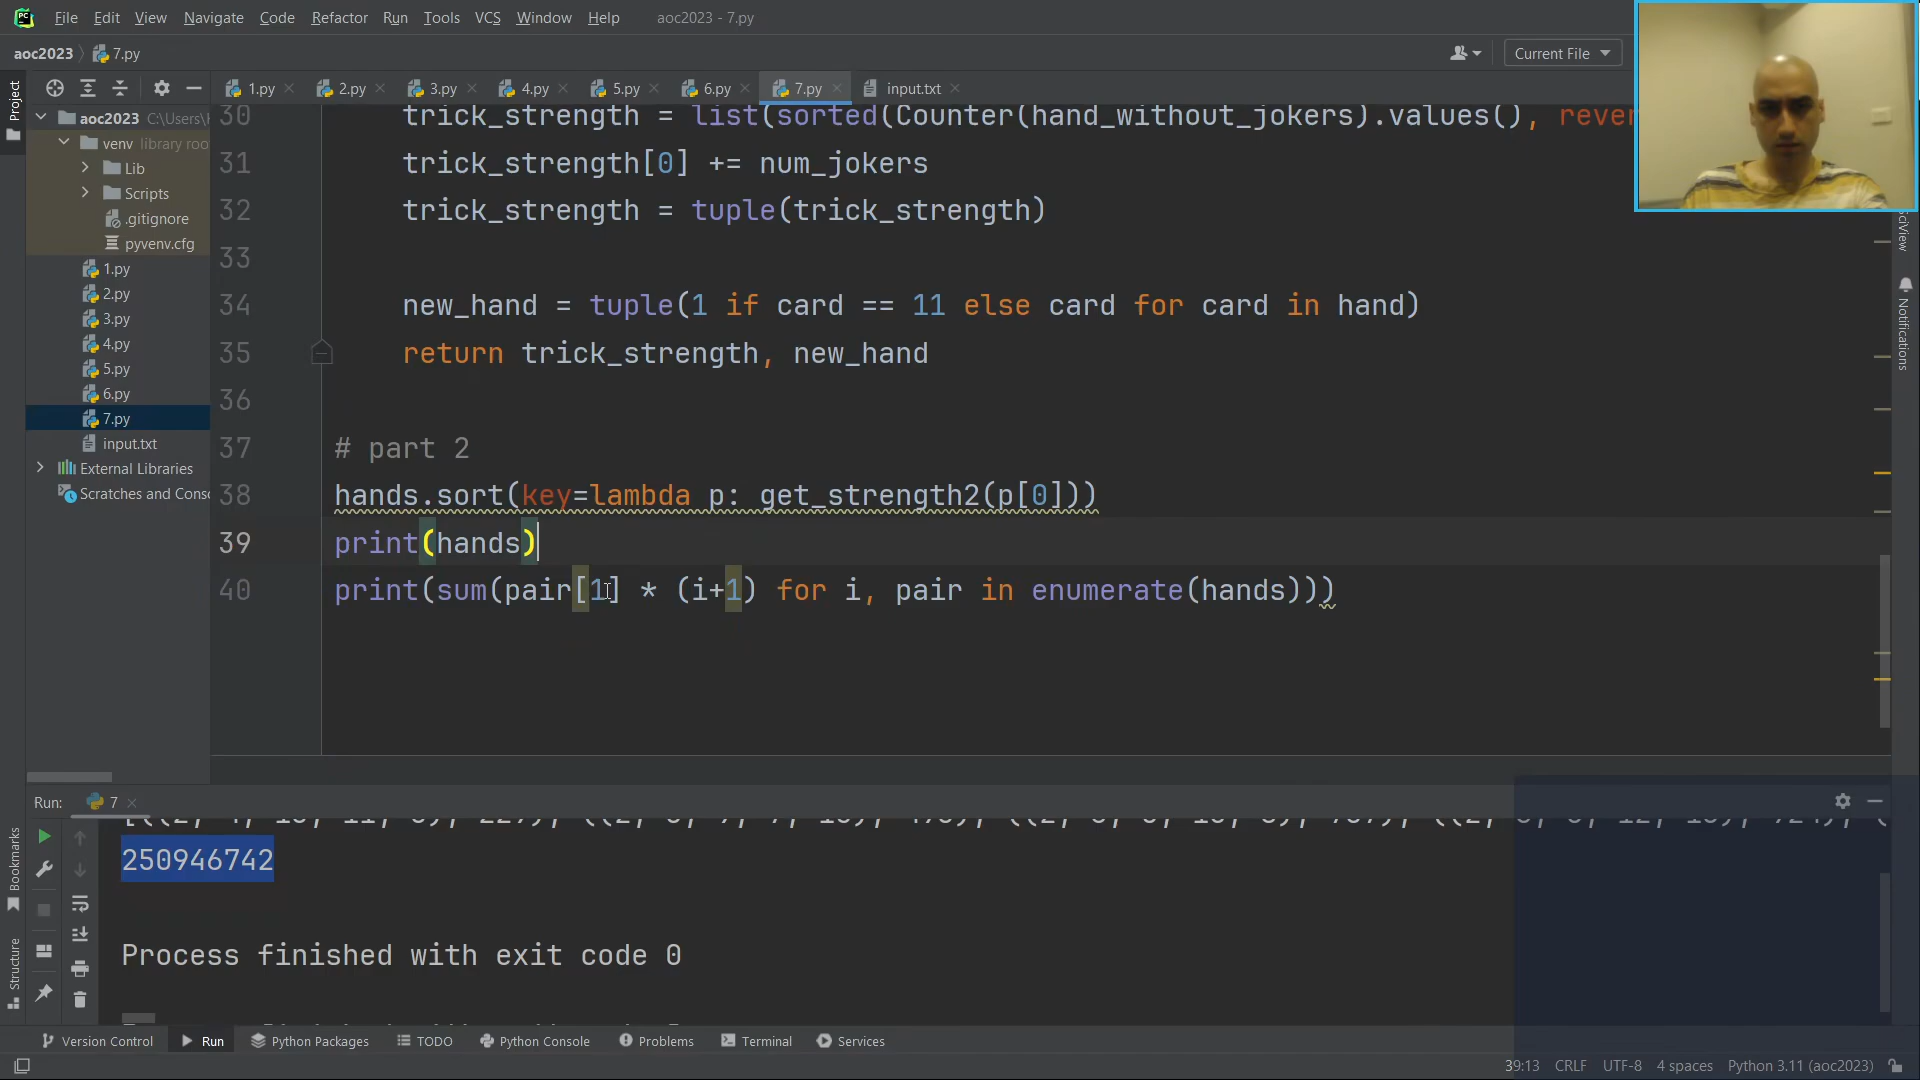 File Edit View Navigate Code Refactor Run Tools VCS Window Help aoc2023 - 7.py
aoc2023 7.py Current File
Project
1.py 2.py 3.py 4.py 5.py 6.py 7.py input.txt
aoc2023 C:\Users\
venv library roo
Lib
Scripts
.gitignore
pyvenv.cfg
1.py
2.py
3.py
4.py
5.py
6.py
7.py
input.txt
External Libraries
Scratches and Conso
30 trick_strength = list(sorted(Counter(hand_without_jokers).values(), rever
31 trick_strength[0] += num_jokers
32 trick_strength = tuple(trick_strength)
33
34 new_hand = tuple(1 if card == 11 else card for card in hand)
35 return trick_strength, new_hand
36
37 # part 2
38 hands.sort(key=lambda p: get_strength2(p[0]))
39 print(hands)
40 print(sum(pair[1] * (i+1) for i, pair in enumerate(hands)))
SciView
Notifications
Run: 7
250946742
Process finished with exit code 0
Bookmarks
Structure
Version Control Run Python Packages TODO Python Console Problems Terminal Services
39:13 CRLF UTF-8 4 spaces Python 3.11 (aoc2023)